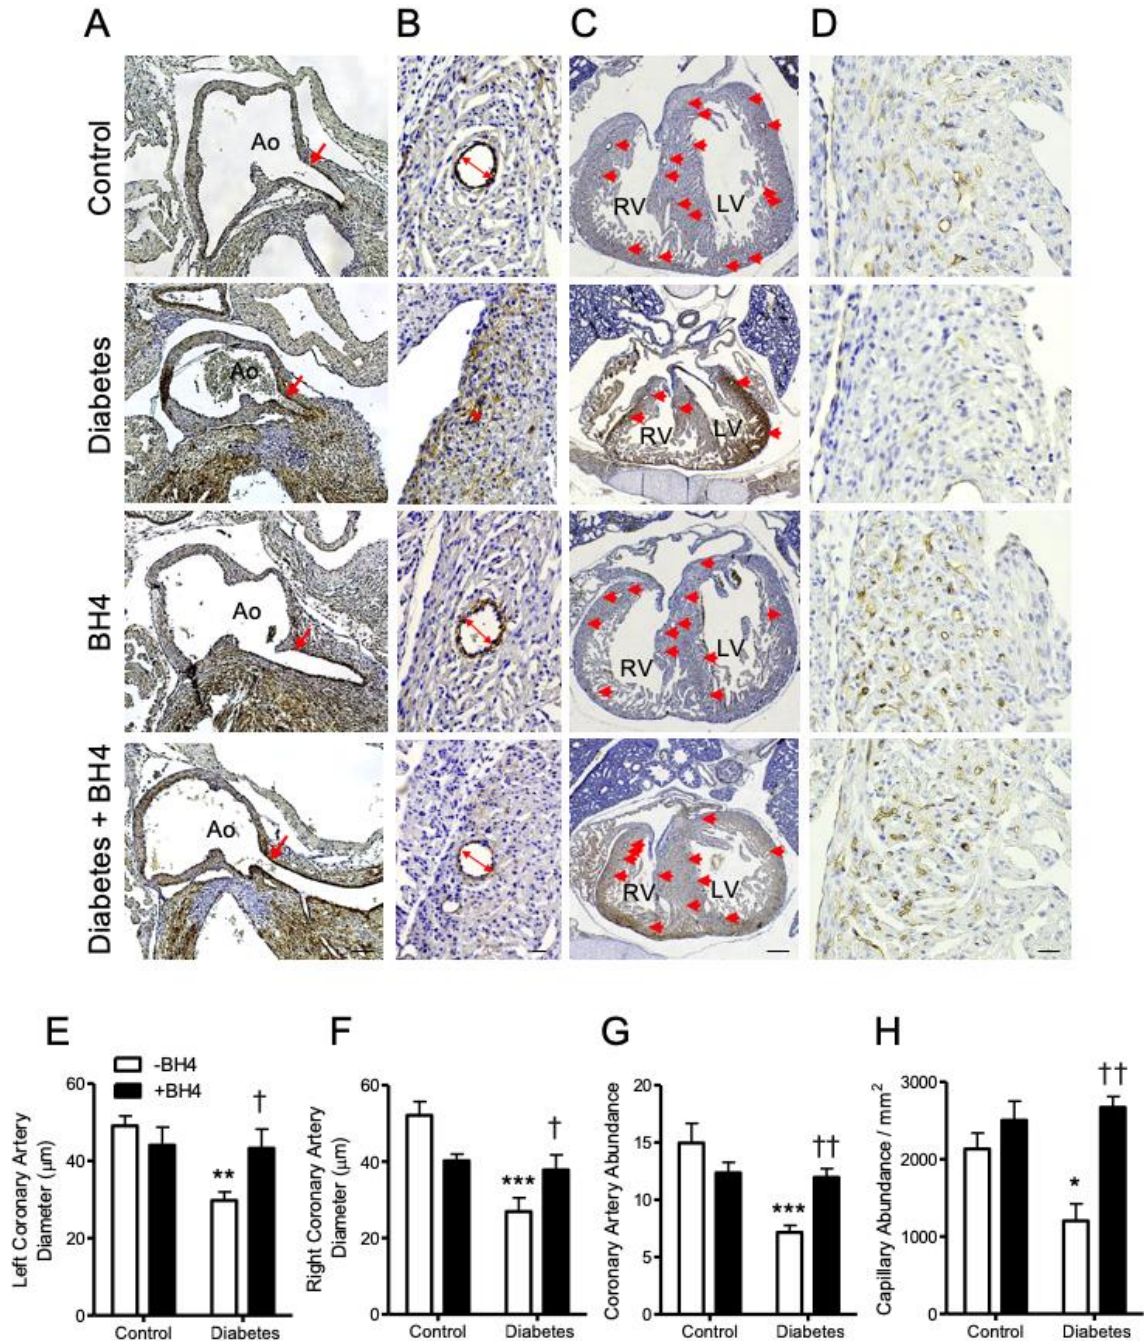 A B C D
Control
Ao
RV LV
Diabetes
Ao
RV LV
BH4
Ao
RV LV
Diabetes + BH4
Ao
RV LV
E
-BH4
+BH4
Left Coronary Artery
Diameter (μm)
60
40
20
0
**
†
Control Diabetes
F
Right Coronary Artery
Diameter (μm)
60
40
20
0
***
†
Control Diabetes
G
Coronary Artery Abundance
20
15
10
5
0
***
††
Control Diabetes
H
Capillary Abundance / mm²
3000
2000
1000
0
*
††
Control Diabetes